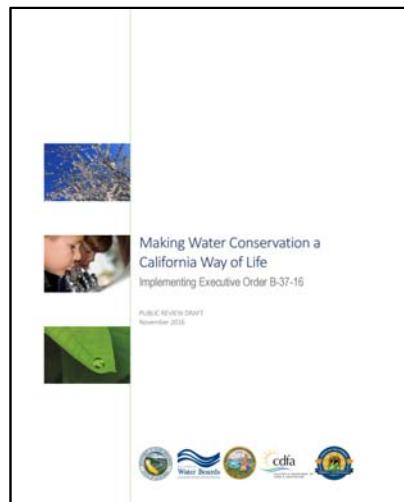 Making Water Conservation a
California Way of Life
Implementing Executive Order B-37-16
PUBLIC REVIEW DRAFT
November 2016
Water Boards
cdfa